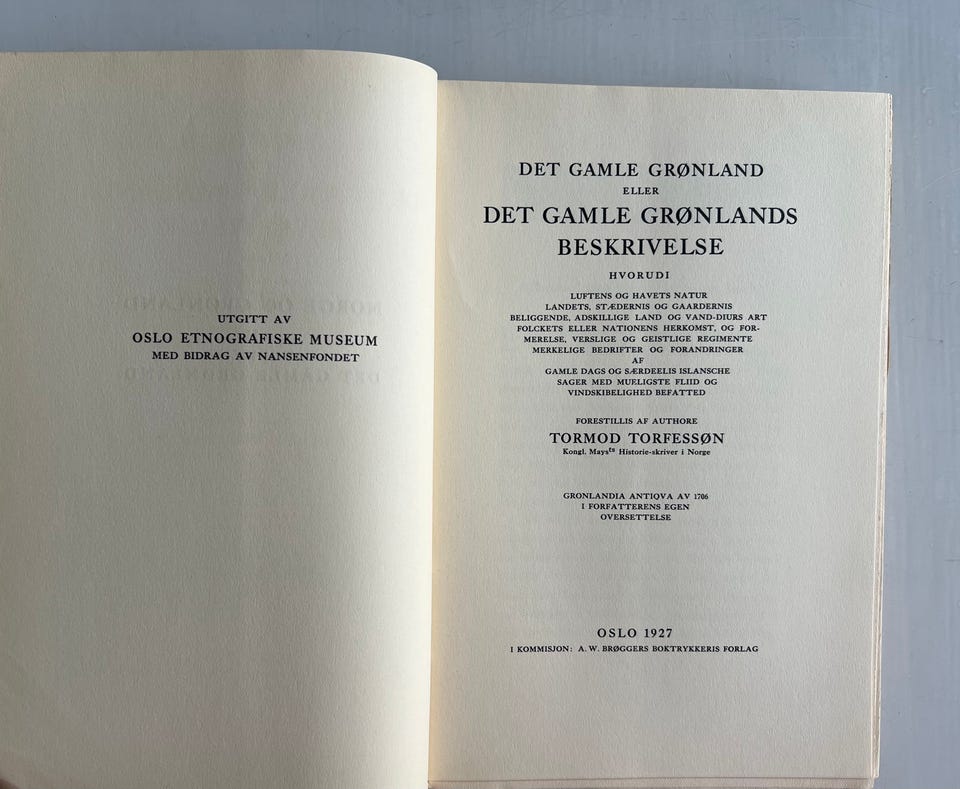 UTGITT AV
OSLO ETNOGRAFISKE MUSEUM
MED BIDRAG AV NANSENFONDET
DET GAMLE GRØNLAND
ELLER
DET GAMLE GRØNLANDS
BESKRIVELSE
HVORUDI
LUFTENS OG HAVETS NATUR
LANDETS, STÆDERNIS OG GAARDERNIS
BELIGGENDE, ADSKILLIGE LAND OG VAND-DIURS ART
FOLCKETS ELLER NATIONENS HERKOMST, OG FOR-
MERELSE, VERSLIGE OG GEISTLIGE REGIMENTE
MERKELIGE BEDRIFTER OG FORANDRINGER
AF
GAMLE DAGS OG SÆRDEELIS ISLANSCHE
SAGER MED MUELIGSTE FLIID OG
VINDSKIBELIGHED BEFATTED
FORESTILLIS AF AUTHORE
TORMOD TORFESSØN
Kongl. Mayˢᵗˢ Historie-skriver i Norge
GRONLANDIA ANTIQVA AV 1706
I FORFATTERENS EGEN
OVERSETTELSE
OSLO 1927
I KOMMISJON: A. W. BRØGGERS BOKTRYKKERIS FORLAG